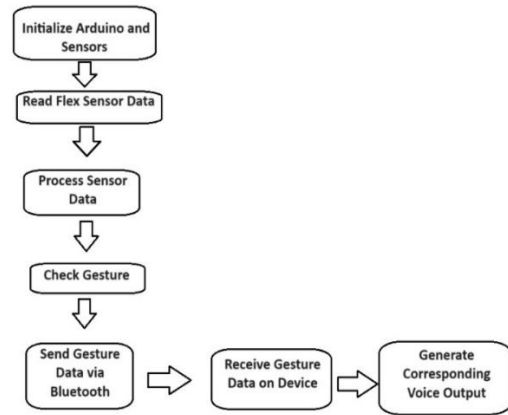 Initialize Arduino and
Sensors
Read Flex Sensor Data
Process Sensor
Data
Check Gesture
Send Gesture
Data via
Bluetooth
Receive Gesture
Data on Device
Generate
Corresponding
Voice Output